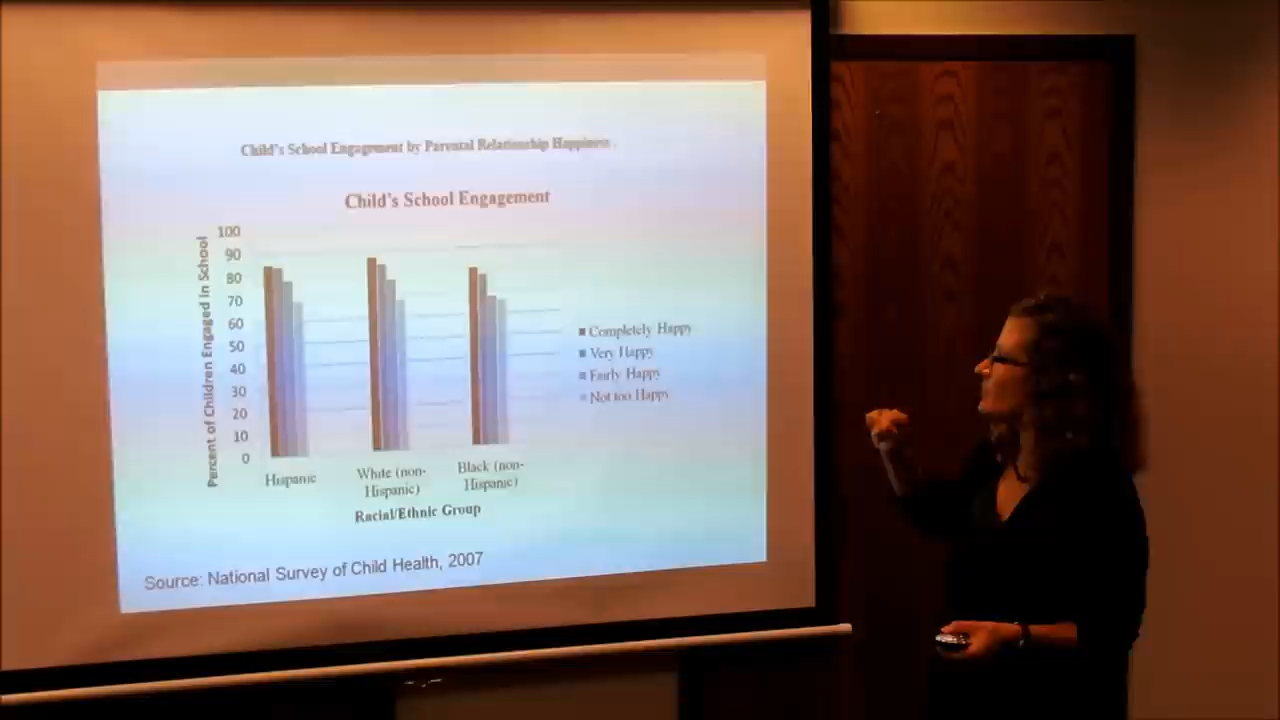 Child's School Engagement by Parental Relationship Happiness
Child's School Engagement
Percent of Children Engaged in School
100
90
80
70
60
50
40
30
20
10
0
Completely Happy
Very Happy
Fairly Happy
Not too Happy
Hispanic
White (non-
Hispanic)
Black (non-
Hispanic)
Racial/Ethnic Group
Source: National Survey of Child Health, 2007